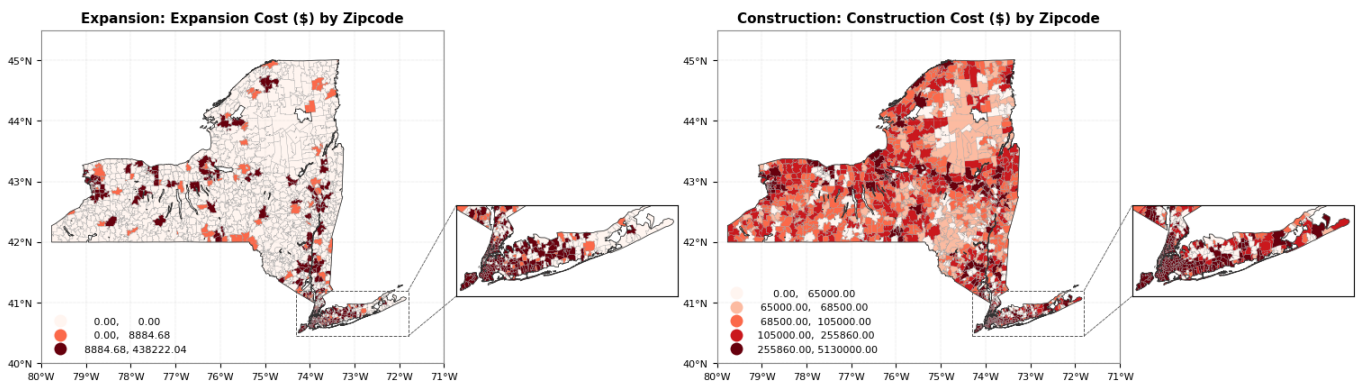 Expansion: Expansion Cost ($) by Zipcode
45°N
44°N
43°N
42°N
41°N
40°N
0.00, 0.00
0.00, 8884.68
8884.68, 438222.04
80°W 79°W 78°W 77°W 76°W 75°W 74°W 73°W 72°W 71°W
Construction: Construction Cost ($) by Zipcode
45°N
44°N
43°N
42°N
41°N
40°N
0.00, 65000.00
65000.00, 68500.00
68500.00, 105000.00
105000.00, 255860.00
255860.00, 5130000.00
80°W 79°W 78°W 77°W 76°W 75°W 74°W 73°W 72°W 71°W